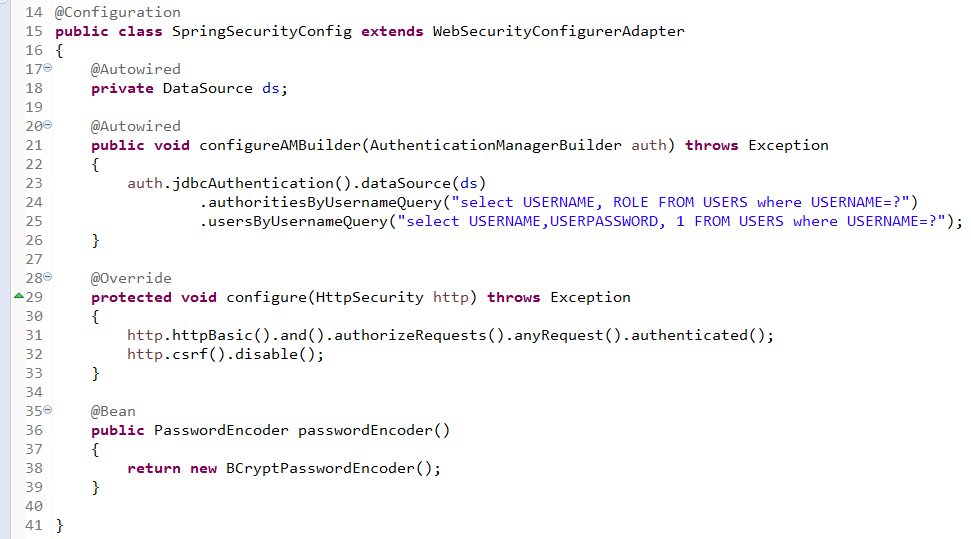 14 @Configuration
15 public class SpringSecurityConfig extends WebSecurityConfigurerAdapter
16 {
17     @Autowired
18     private DataSource ds;
19
20     @Autowired
21     public void configureAMBuilder(AuthenticationManagerBuilder auth) throws Exception
22     {
23         auth.jdbcAuthentication().dataSource(ds)
24                 .authoritiesByUsernameQuery("select USERNAME, ROLE FROM USERS where USERNAME=?")
25                 .usersByUsernameQuery("select USERNAME,USERPASSWORD, 1 FROM USERS where USERNAME=?");
26     }
27
28     @Override
29     protected void configure(HttpSecurity http) throws Exception
30     {
31         http.httpBasic().and().authorizeRequests().anyRequest().authenticated();
32         http.csrf().disable();
33     }
34
35     @Bean
36     public PasswordEncoder passwordEncoder()
37     {
38         return new BCryptPasswordEncoder();
39     }
40
41 }